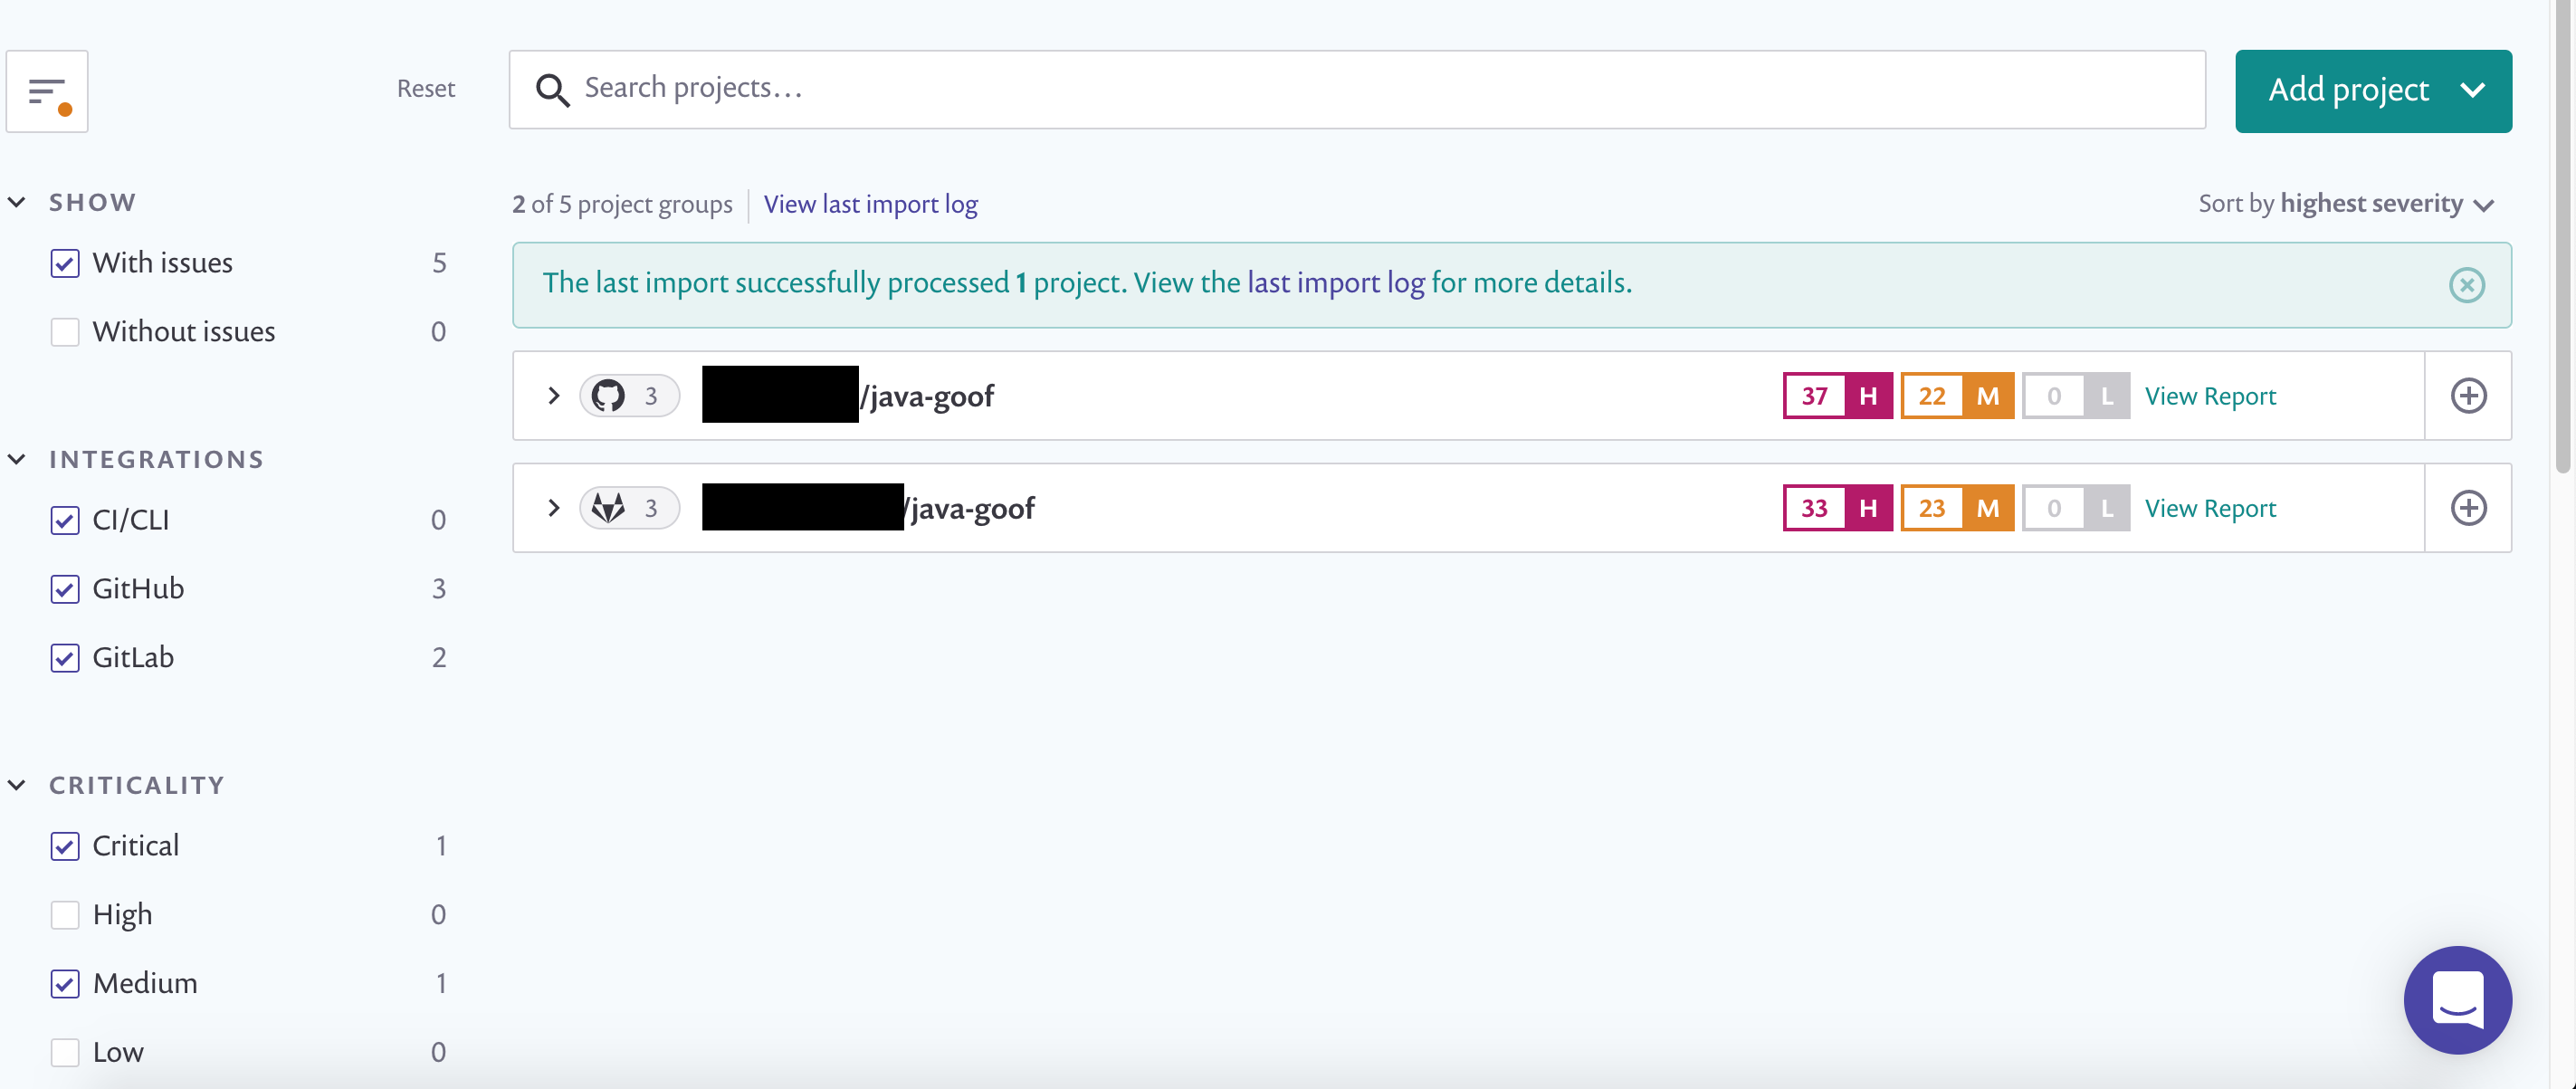 Reset
Search projects...
Add project
SHOW
With issues 5
Without issues 0
INTEGRATIONS
CI/CLI 0
GitHub 3
GitLab 2
CRITICALITY
Critical 1
High 0
Medium 1
Low 0
2 of 5 project groups
View last import log
Sort by highest severity
The last import successfully processed 1 project. View the last import log for more details.
3 /java-goof 37 H 22 M 0 L View Report
3 /java-goof 33 H 23 M 0 L View Report